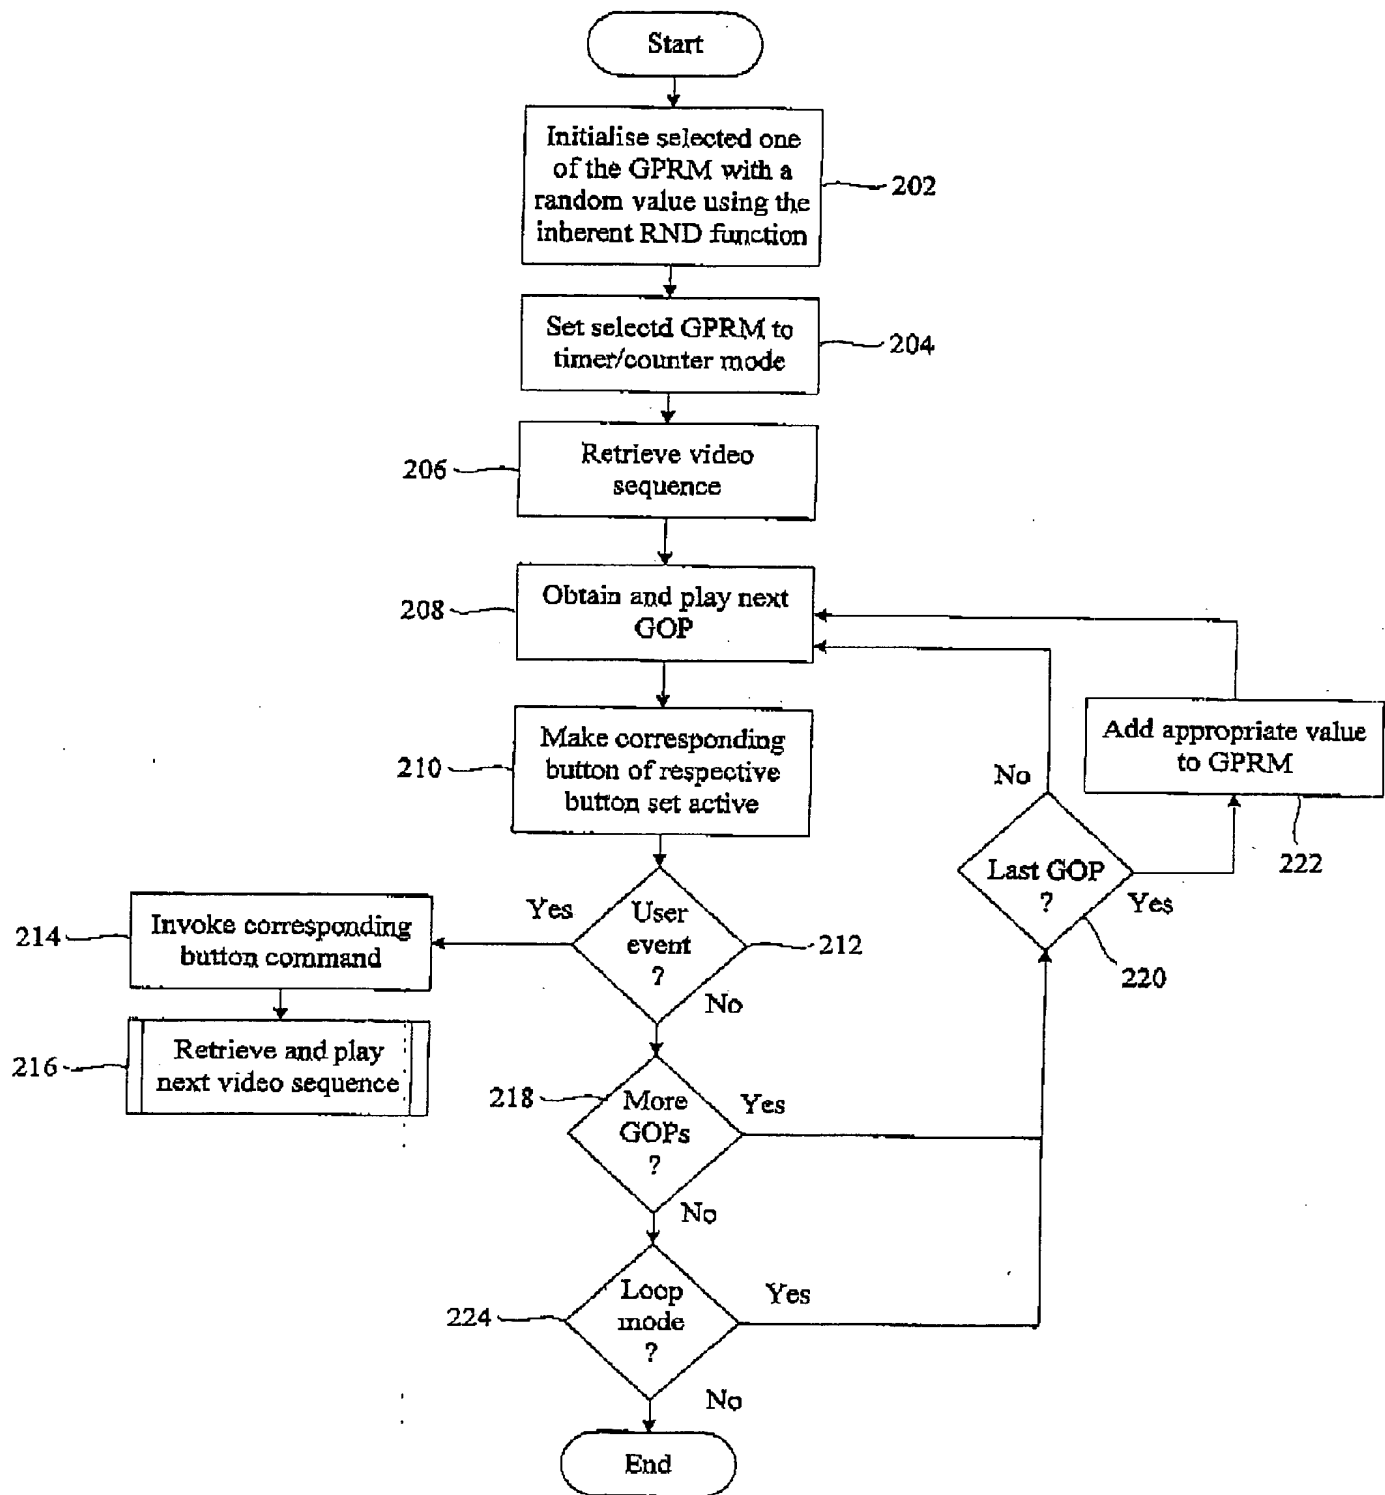 Start
Initialise selected one
of the GPRM with a
random value using the
inherent RND function
202
Set selectd GPRM to
timer/counter mode
204
Retrieve video
sequence
206
Obtain and play next
GOP
208
Make corresponding
button of respective
button set active
210
User
event
?
212
Yes
No
Invoke corresponding
button command
214
Retrieve and play
next video sequence
216
More
GOPs
?
218
Yes
No
Loop
mode
?
224
Yes
No
End
Last GOP
?
220
No
Yes
Add appropriate value
to GPRM
222